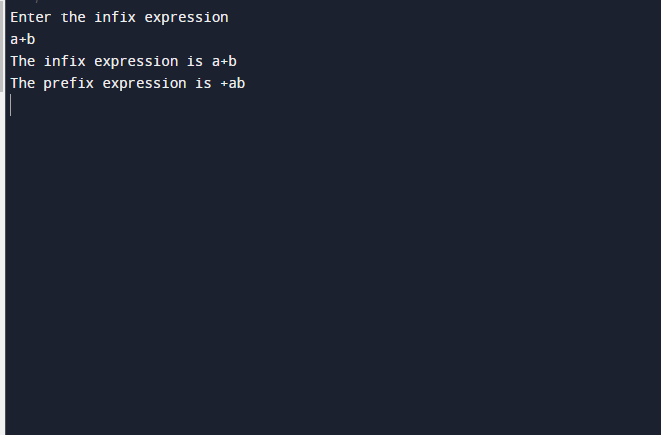 Enter the infix expression
a+b
The infix expression is a+b
The prefix expression is +ab